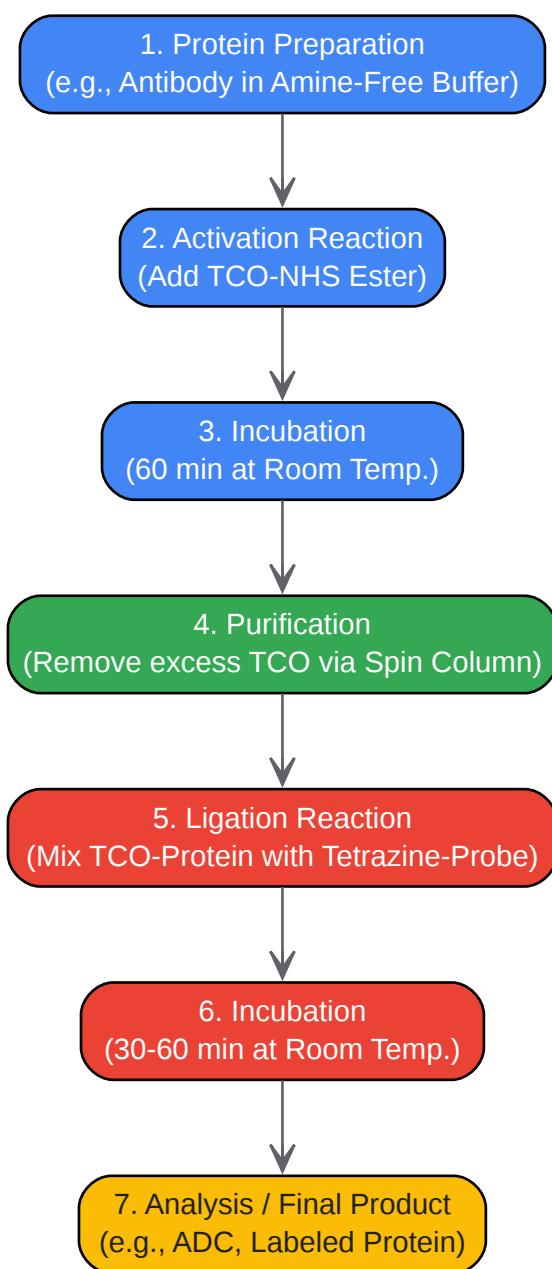 1. Protein Preparation
(e.g., Antibody in Amine-Free Buffer)
2. Activation Reaction
(Add TCO-NHS Ester)
3. Incubation
(60 min at Room Temp.)
4. Purification
(Remove excess TCO via Spin Column)
5. Ligation Reaction
(Mix TCO-Protein with Tetrazine-Probe)
6. Incubation
(30-60 min at Room Temp.)
7. Analysis / Final Product
(e.g., ADC, Labeled Protein)